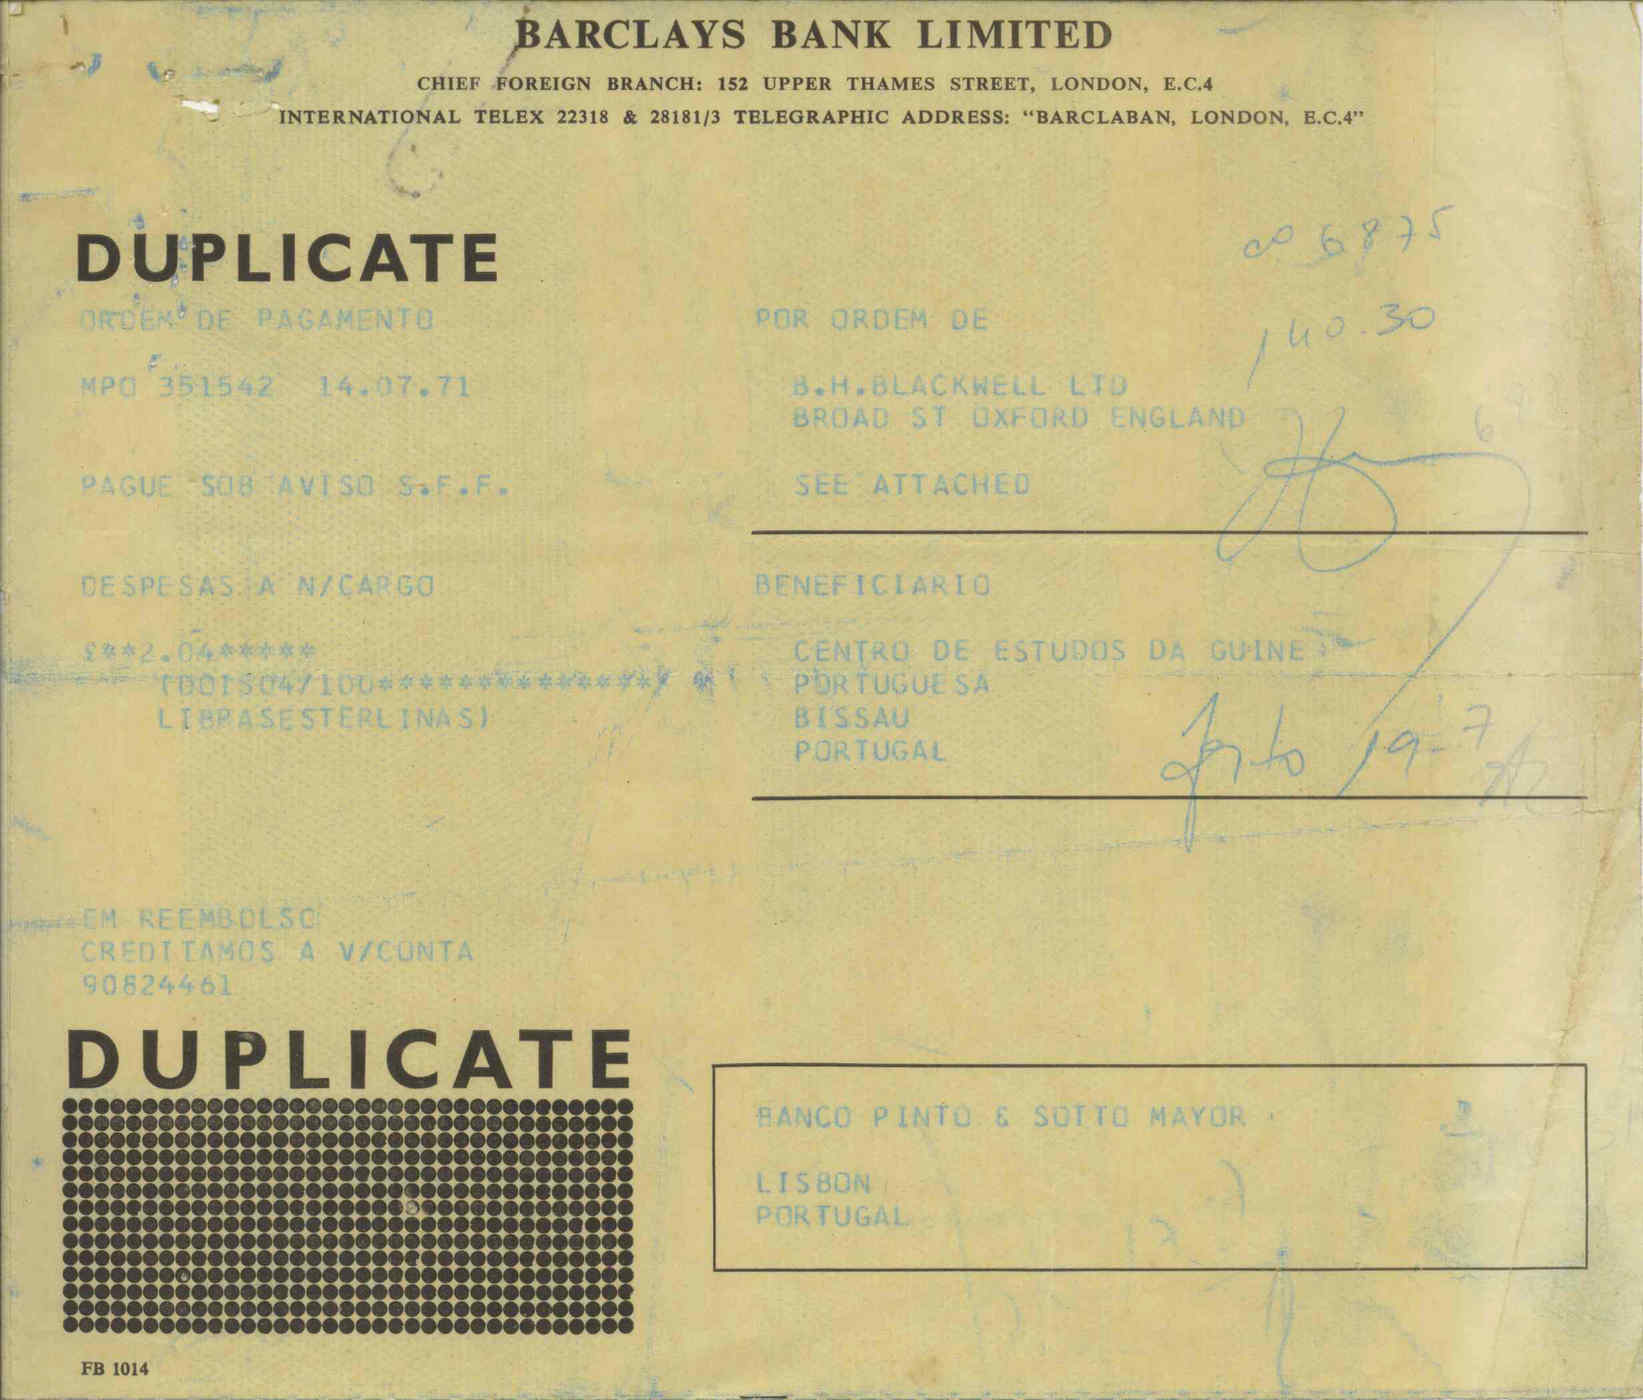 BARCLAYS BANK LIMITED
CHIEF FOREIGN BRANCH: 152 UPPER THAMES STREET, LONDON, E.C.4
INTERNATIONAL TELEX 22318 & 28181/3 TELEGRAPHIC ADDRESS: “BARCLABAN, LONDON, E.C.4”
DUPLICATE
6875
ORDEM DE PAGAMENTO
POR ORDEM DE
140.30
MPO 351542 14.07.71
B.H.BLACKWELL LTD
BROAD ST OXFORD ENGLAND
PAGUE SOB AVISO S.F.F.
SEE ATTACHED
DESPESAS A N/CARGO
BENEFICIARIO
£**2.04*****
(DOIS04/100****************
LIBRASESTERLINAS)
CENTRO DE ESTUDOS DA GUINE
PORTUGUESA
BISSAU
PORTUGAL
19-7
EM REEMBOLSO
CREDITAMOS A V/CONTA
90824461
DUPLICATE
BANCO PINTO & SOTTO MAYOR
LISBON
PORTUGAL
FB 1014